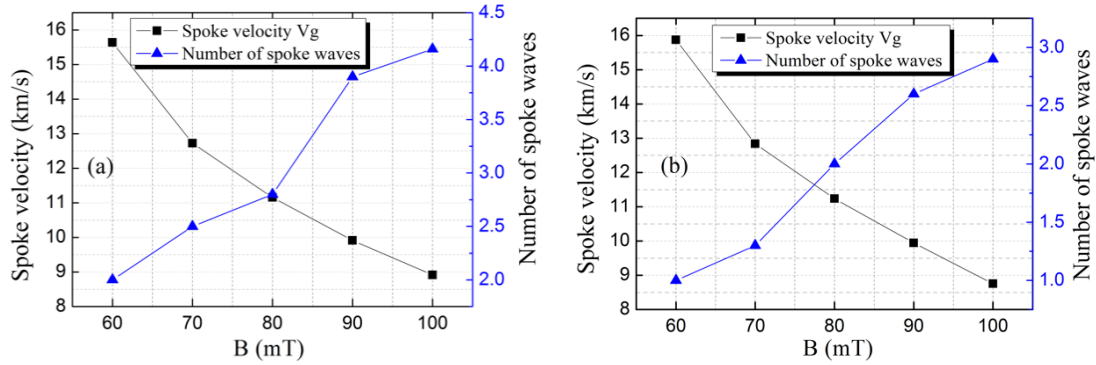 Spoke velocity Vg
Number of spoke waves
(a)
Spoke velocity (km/s)
16
15
14
13
12
11
10
9
8
4.5
4.0
3.5
3.0
2.5
2.0
Number of spoke waves
60 70 80 90 100
B (mT)
Spoke velocity Vg
Number of spoke waves
(b)
Spoke velocity (km/s)
16
15
14
13
12
11
10
9
8
3.0
2.5
2.0
1.5
1.0
Number of spoke waves
60 70 80 90 100
B (mT)